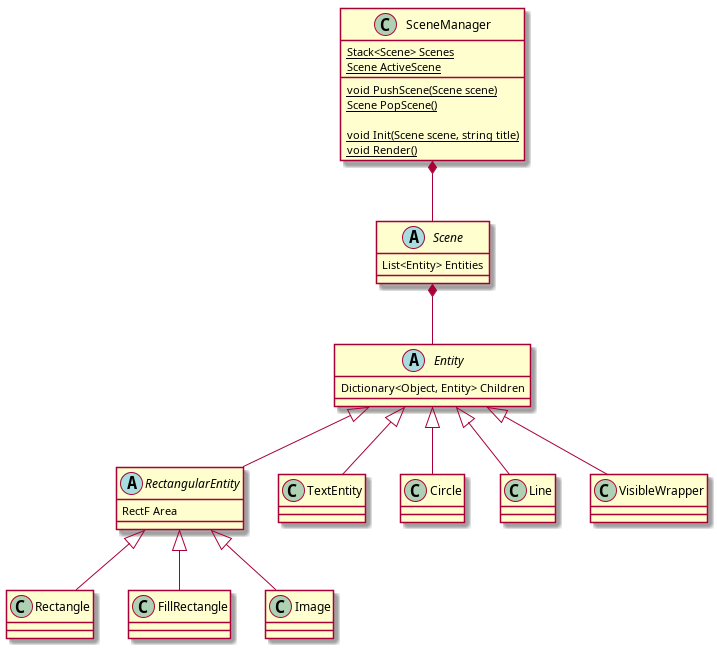 C SceneManager
Stack<Scene> Scenes
Scene ActiveScene
void PushScene(Scene scene)
Scene PopScene()
void Init(Scene scene, string title)
void Render()
A Scene
List<Entity> Entities
A Entity
Dictionary<Object, Entity> Children
A RectangularEntity
RectF Area
C TextEntity
C Circle
C Line
C VisibleWrapper
C Rectangle
C FillRectangle
C Image